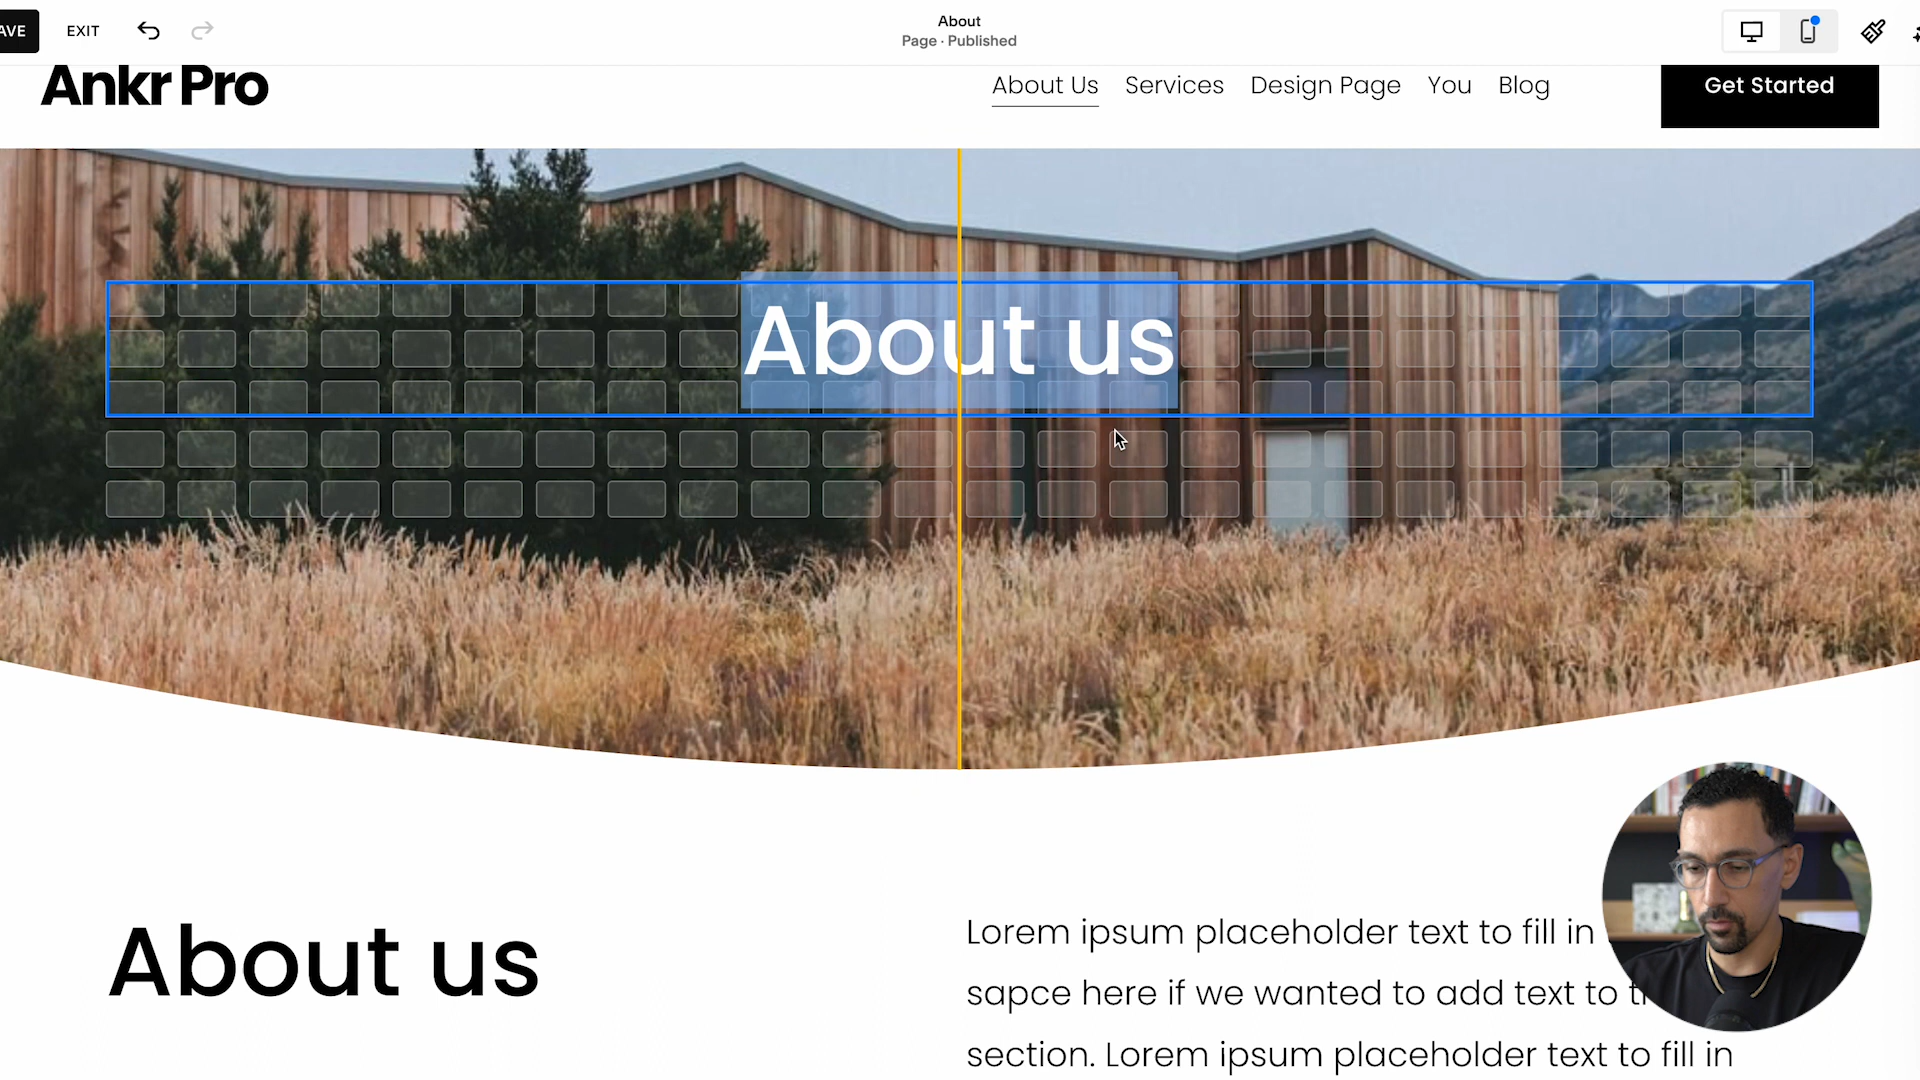 AVE
EXIT
About
Page · Published
Ankr Pro
About Us
Services
Design Page
You
Blog
Get Started
About us
About us
Lorem ipsum placeholder text to fill in
sapce here if we wanted to add text to
section. Lorem ipsum placeholder text to fill in